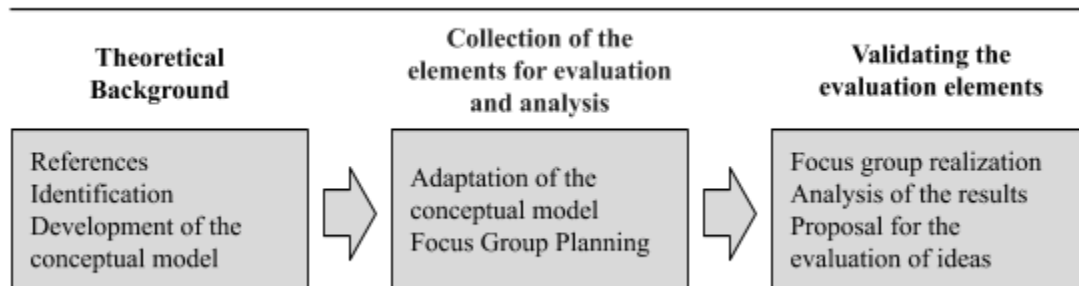 Theoretical
Background
References
Identification
Development of the
conceptual model
Collection of the
elements for evaluation
and analysis
Adaptation of the
conceptual model
Focus Group Planning
Validating the
evaluation elements
Focus group realization
Analysis of the results
Proposal for the
evaluation of ideas